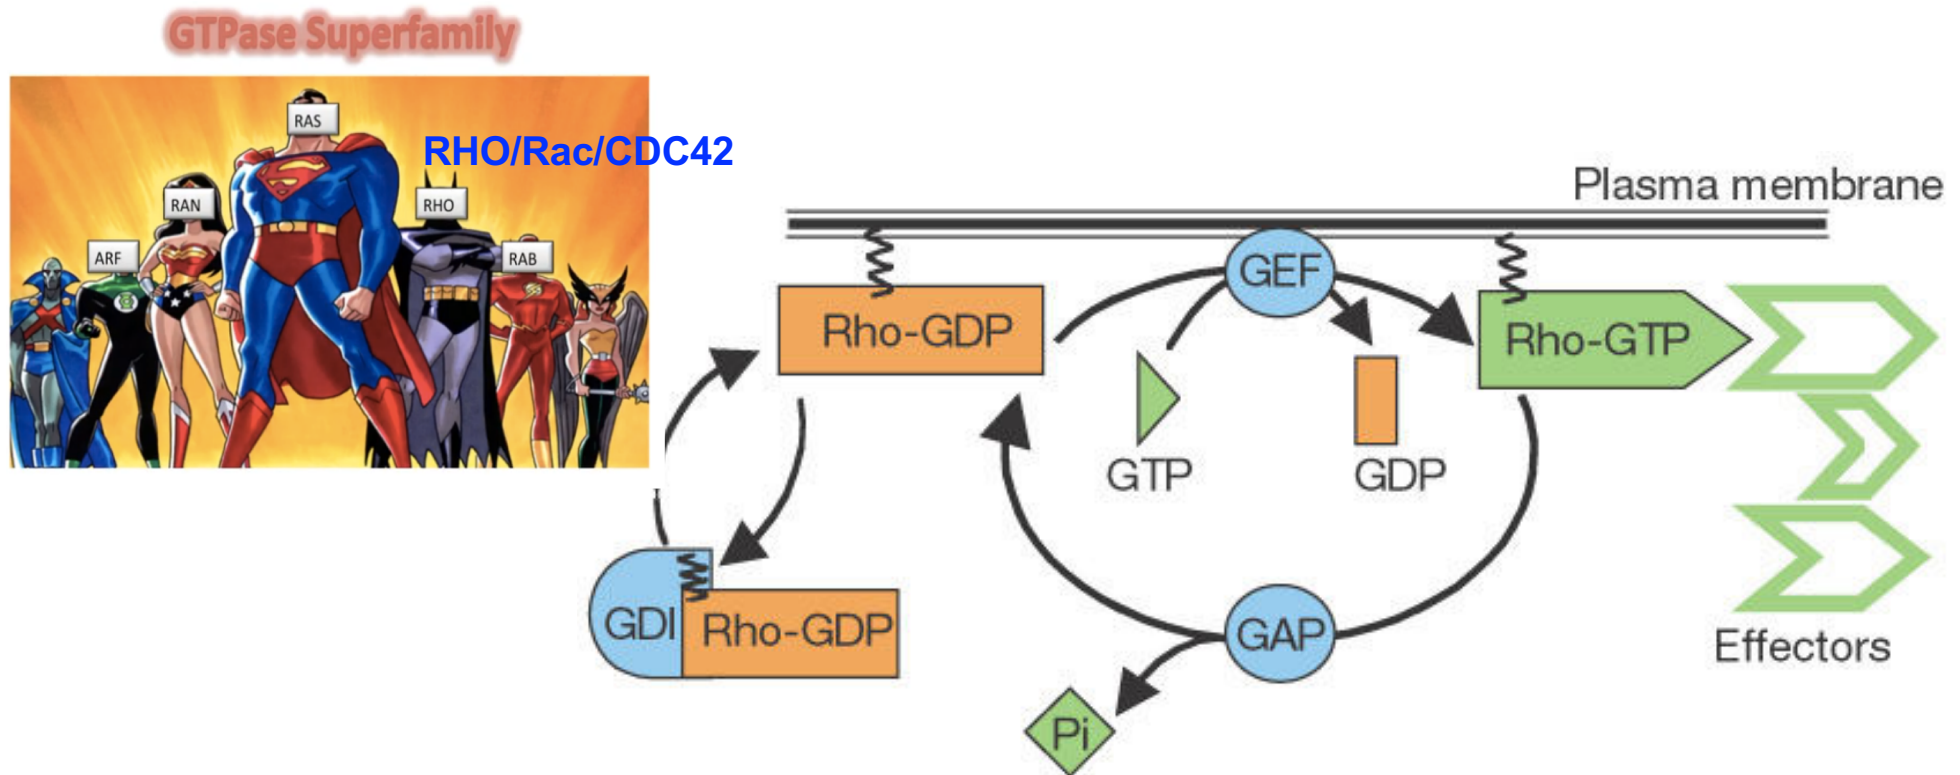 GTPase Superfamily
RAS
RHO/Rac/CDC42
RAN
RHO
ARF
RAB
Plasma membrane
GEF
Rho-GDP
Rho-GTP
GTP
GDP
GDI
Rho-GDP
GAP
Effectors
Pi